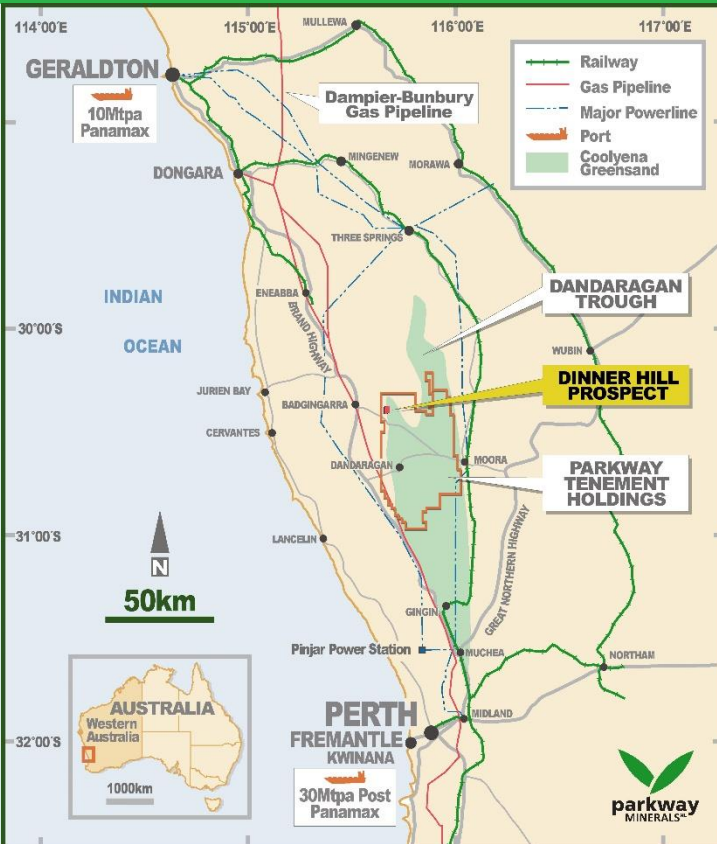 114°00´E
115°00´E
116°00´E
117°00´E
MULLEWA
GERALDTON
10Mtpa
Panamax
Dampier-Bunbury
Gas Pipeline
Railway
Gas Pipeline
Major Powerline
Port
Coolyena
Greensand
DONGARA
MINGENEW
MORAWA
THREE SPRINGS
INDIAN
OCEAN
ENEABBA
BRAND HIGHWAY
DANDARAGAN
TROUGH
30°00´S
WUBIN
JURIEN BAY
BADGINGARRA
DINNER HILL
PROSPECT
CERVANTES
DANDARAGAN
MOORA
PARKWAY
TENEMENT
HOLDINGS
31°00´S
LANCELIN
GREAT NORTHERN HIGHWAY
N
50km
GINGIN
Pinjar Power Station
MUCHEA
NORTHAM
AUSTRALIA
Western
Australia
1000km
PERTH
MIDLAND
FREMANTLE
KWINANA
32°00´S
30Mtpa Post
Panamax
parkway
MINERALS NL